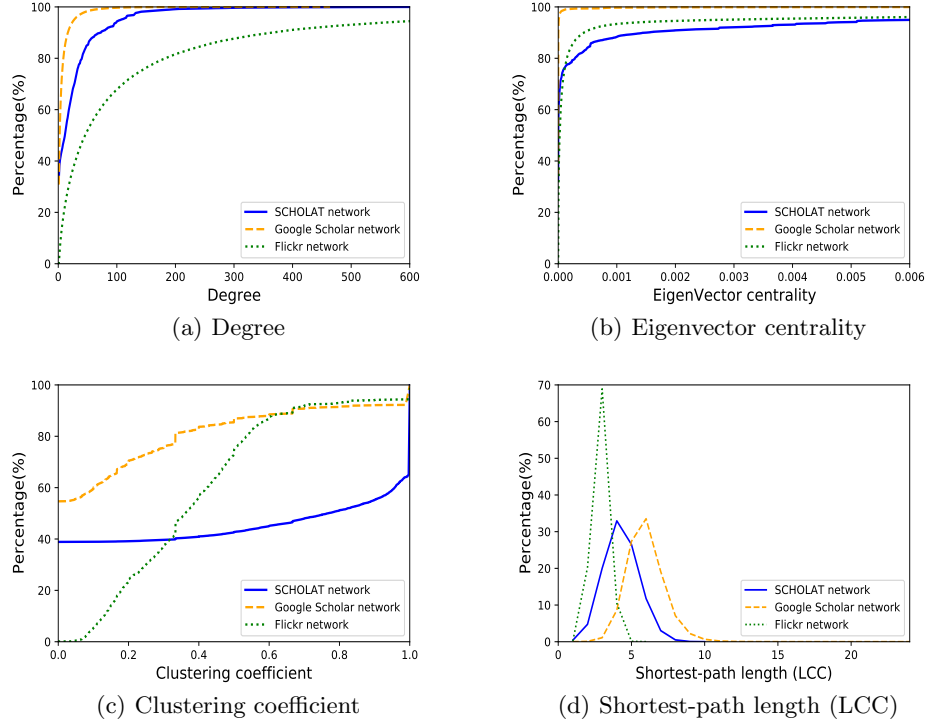 100
80
60
40
20
0
Percentage(%)
SCHOLAT network
Google Scholar network
Flickr network
0 100 200 300 400 500 600
Degree
(a) Degree
100
80
60
40
20
0
Percentage(%)
SCHOLAT network
Google Scholar network
Flickr network
0.000 0.001 0.002 0.003 0.004 0.005 0.006
EigenVector centrality
(b) Eigenvector centrality
100
80
60
40
20
0
Percentage(%)
SCHOLAT network
Google Scholar network
Flickr network
0.0 0.2 0.4 0.6 0.8 1.0
Clustering coefficient
(c) Clustering coefficient
70
60
50
40
30
20
10
0
Percentage(%)
SCHOLAT network
Google Scholar network
Flickr network
0 5 10 15 20
Shortest-path length (LCC)
(d) Shortest-path length (LCC)